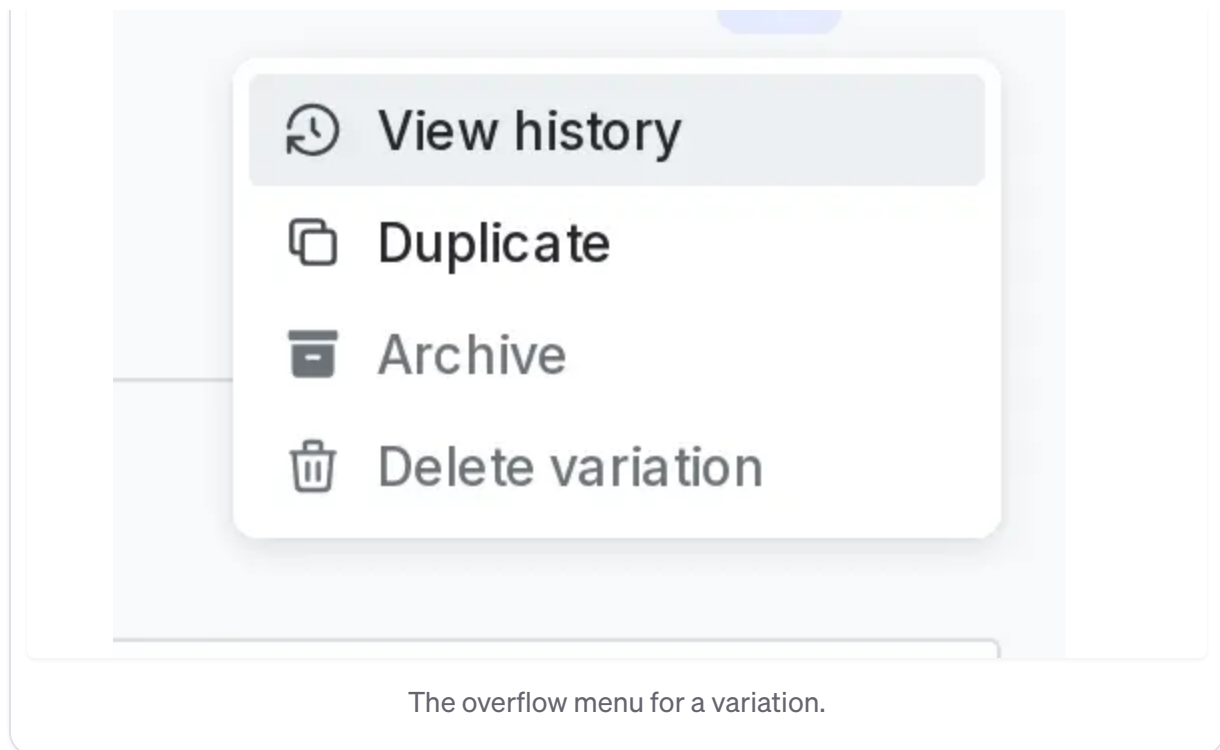 View history
Duplicate
Archive
Delete variation
The overflow menu for a variation.